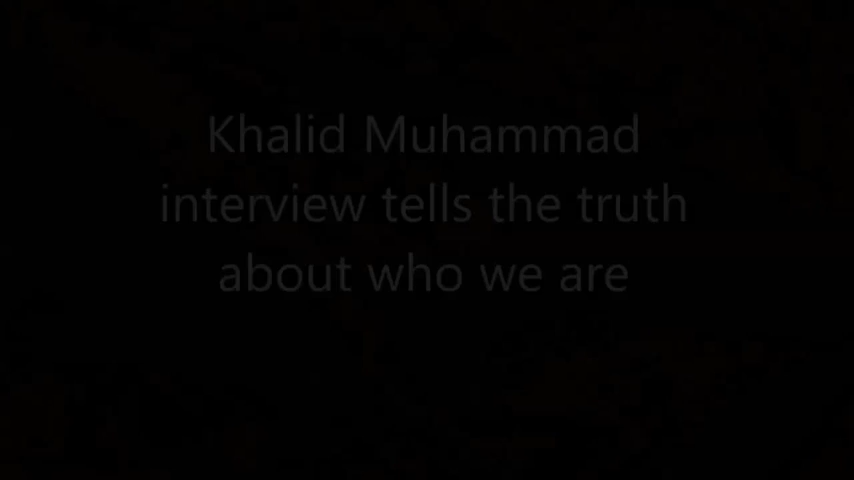 Khalid Muhammad
interview tells the truth
about who we are